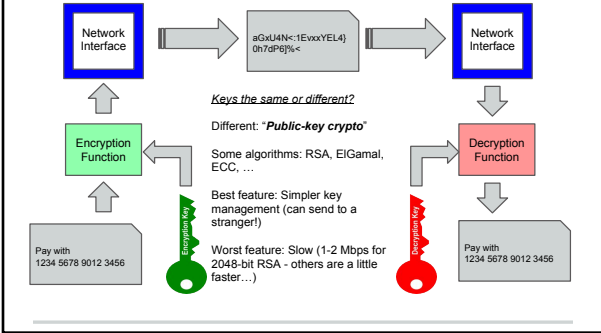 Network
Interface
aGxU4N<:1EvxxYEL4}
0h7dP6]%<
Network
Interface
Keys the same or different?
Different: “Public-key crypto”
Some algorithms: RSA, ElGamal,
ECC, …
Best feature: Simpler key
management (can send to a
stranger!)
Worst feature: Slow (1-2 Mbps for
2048-bit RSA - others are a little
faster…)
Encryption
Function
Decryption
Function
Encryption Key
Decryption Key
Pay with
1234 5678 9012 3456
Pay with
1234 5678 9012 3456